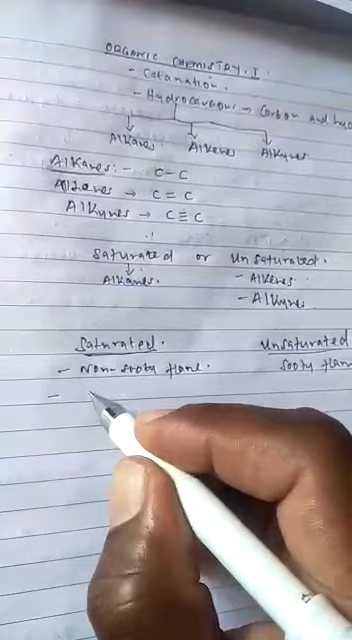 ORGANIC CHEMISTRY. I
- Catanation.
- Hydrocarbons → Carbon and hyd
Alkanes Alkenes Alkynes
Alkanes:- C-C
Alkenes → C=C
Alkynes → C≡C
Saturated or Unsaturated.
Alkanes. - Alkenes
- Alkynes
Saturated. Unsaturated
- Non-sooty flame. Sooty flam
-